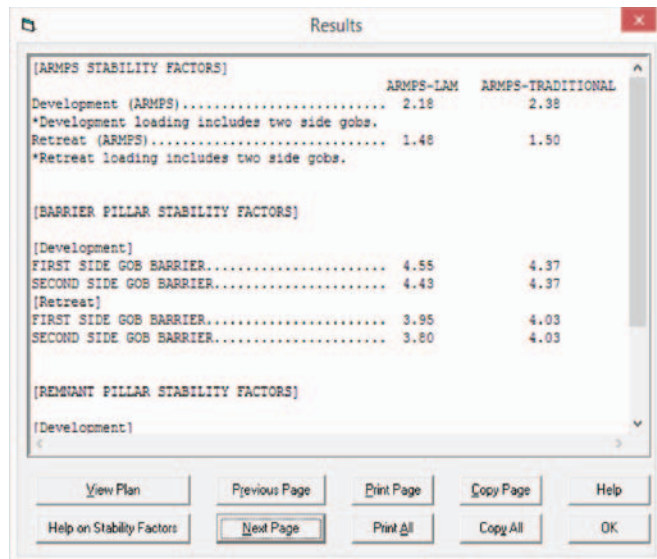 Results
[ARMPS STABILITY FACTORS]
ARMPS-LAM ARMPS-TRADITIONAL
Development (ARMPS).......................... 2.18 2.38
*Development loading includes two side gobs.
Retreat (ARMPS).............................. 1.48 1.50
*Retreat loading includes two side gobs.
[BARRIER PILLAR STABILITY FACTORS]
[Development]
FIRST SIDE GOB BARRIER....................... 4.55 4.37
SECOND SIDE GOB BARRIER...................... 4.43 4.37
[Retreat]
FIRST SIDE GOB BARRIER....................... 3.95 4.03
SECOND SIDE GOB BARRIER...................... 3.80 4.03
[REMNANT PILLAR STABILITY FACTORS]
[Development]
View Plan Previous Page Print Page Copy Page Help
Help on Stability Factors Next Page Print All Copy All OK